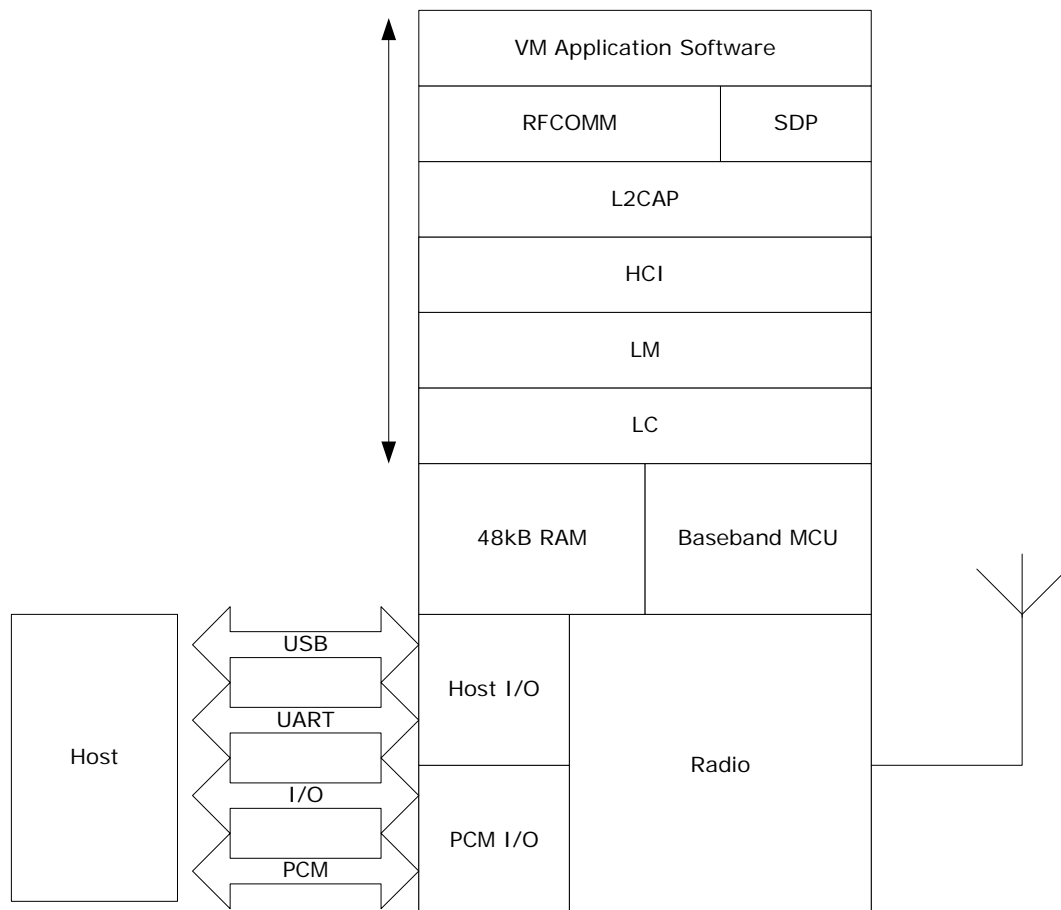 VM Application Software
RFCOMM
SDP
L2CAP
HCI
LM
LC
48kB RAM
Baseband MCU
USB
Host I/O
UART
Host
Radio
I/O
PCM I/O
PCM